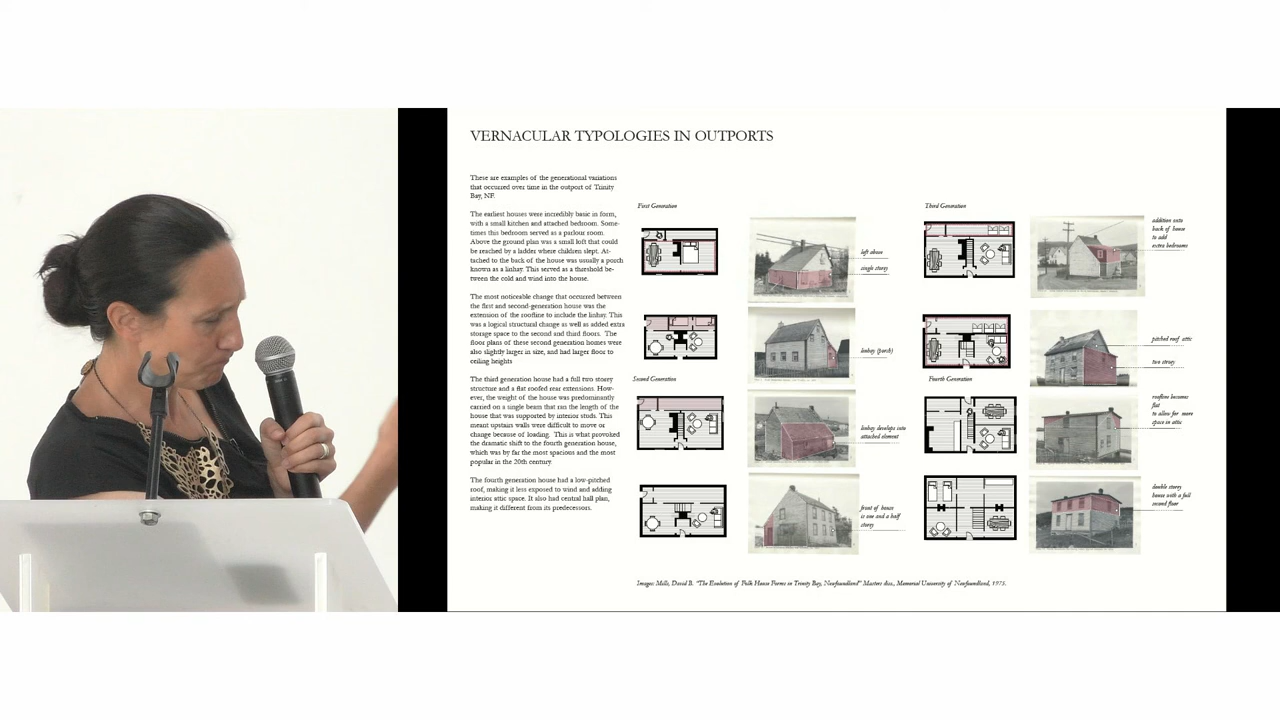 VERNACULAR TYPOLOGIES IN OUTPORTS
These are examples of the generational variations
that occurred over time in the outport of Trinity
Bay, NF.
The earliest houses were incredibly basic in form,
with a small kitchen and attached bedroom. Some-
times this bedroom served as a parlour room.
Above the ground plan was a small loft that could
be reached by a ladder where children slept. At-
tached to the back of the house was usually a porch
known as a linhay. This served as a threshold be-
tween the cold and wind into the house.
The most noticeable change that occurred between
the first and second-generation house was the
extension of the roofline to include the linhay. This
was a logical structural change as well as added extra
storage space to the second and third floors. The
floor plans of these second generation homes were
also slightly larger in size, and had larger floor to
ceiling heights
The third generation house had a full two storey
structure and a flat roofed rear extensions. How-
ever, the weight of the house was predominantly
carried on a single beam that ran the length of the
house that was supported by interior studs. This
meant upstairs walls were difficult to move or
change because of loading. This is what provoked
the dramatic shift to the fourth generation house,
which was by far the most spacious and the most
popular in the 20th century.
The fourth generation house had a low-pitched
roof, making it less exposed to wind and adding
interior attic space. It also had central hall plan,
making it different from its predecessors.
First Generation
loft above
single storey
linhay (porch)
Second Generation
linhay develops into
attached element
front of house
is one and a half
storey
Third Generation
addition onto
back of house
to add
extra bedrooms
pitched roof attic
two storey
Fourth Generation
roofline becomes
flat
to allow for more
space in attic
double storey
house with a full
second floor
Images: Mills, David B. "The Evolution of Folk House Forms in Trinity Bay, Newfoundland" Masters diss., Memorial University of Newfoundland, 1975.